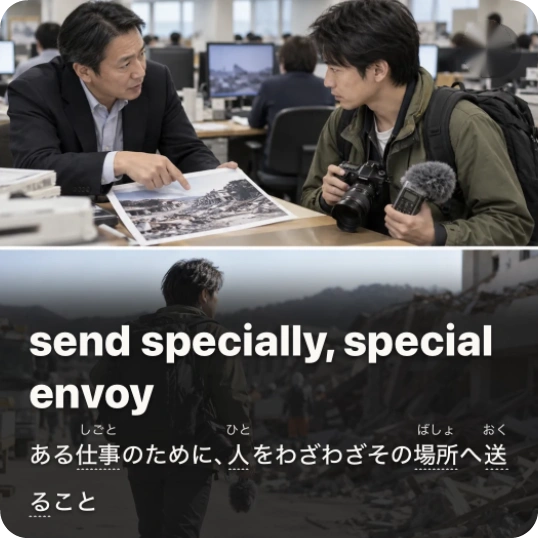 send specially, special
envoy
しごと ひと ばしょ おく
ある仕事のために、人をわざわざその場所へ送
ること